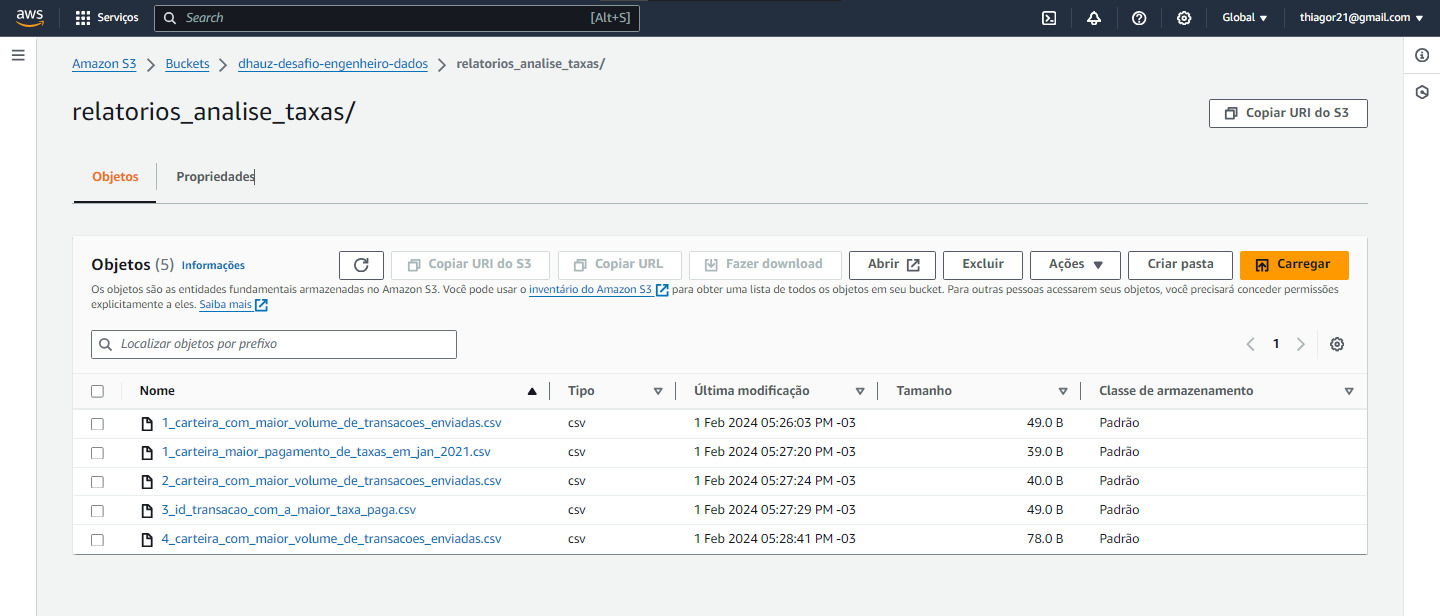 aws Serviços Search [Alt+S] Global thiagor21@gmail.com
Amazon S3 Buckets dhauz-desafio-engenheiro-dados relatorios_analise_taxas/
relatorios_analise_taxas/
Copiar URI do S3
Objetos Propriedades
Objetos (5) Informações
Copiar URI do S3 Copiar URL Fazer download Abrir Excluir Ações Criar pasta Carregar
Os objetos são as entidades fundamentais armazenadas no Amazon S3. Você pode usar o inventário do Amazon S3 para obter uma lista de todos os objetos em seu bucket. Para outras pessoas acessarem seus objetos, você precisará conceder permissões
explicitamente a eles. Saiba mais
Localizar objetos por prefixo
1
Nome Tipo Última modificação Tamanho Classe de armazenamento
1_carteira_com_maior_volume_de_transacoes_enviadas.csv csv 1 Feb 2024 05:26:03 PM -03 49.0 B Padrão
1_carteira_maior_pagamento_de_taxas_em_jan_2021.csv csv 1 Feb 2024 05:27:20 PM -03 39.0 B Padrão
2_carteira_com_maior_volume_de_transacoes_enviadas.csv csv 1 Feb 2024 05:27:24 PM -03 40.0 B Padrão
3_id_transacao_com_a_maior_taxa_paga.csv csv 1 Feb 2024 05:27:29 PM -03 49.0 B Padrão
4_carteira_com_maior_volume_de_transacoes_enviadas.csv csv 1 Feb 2024 05:28:41 PM -03 78.0 B Padrão